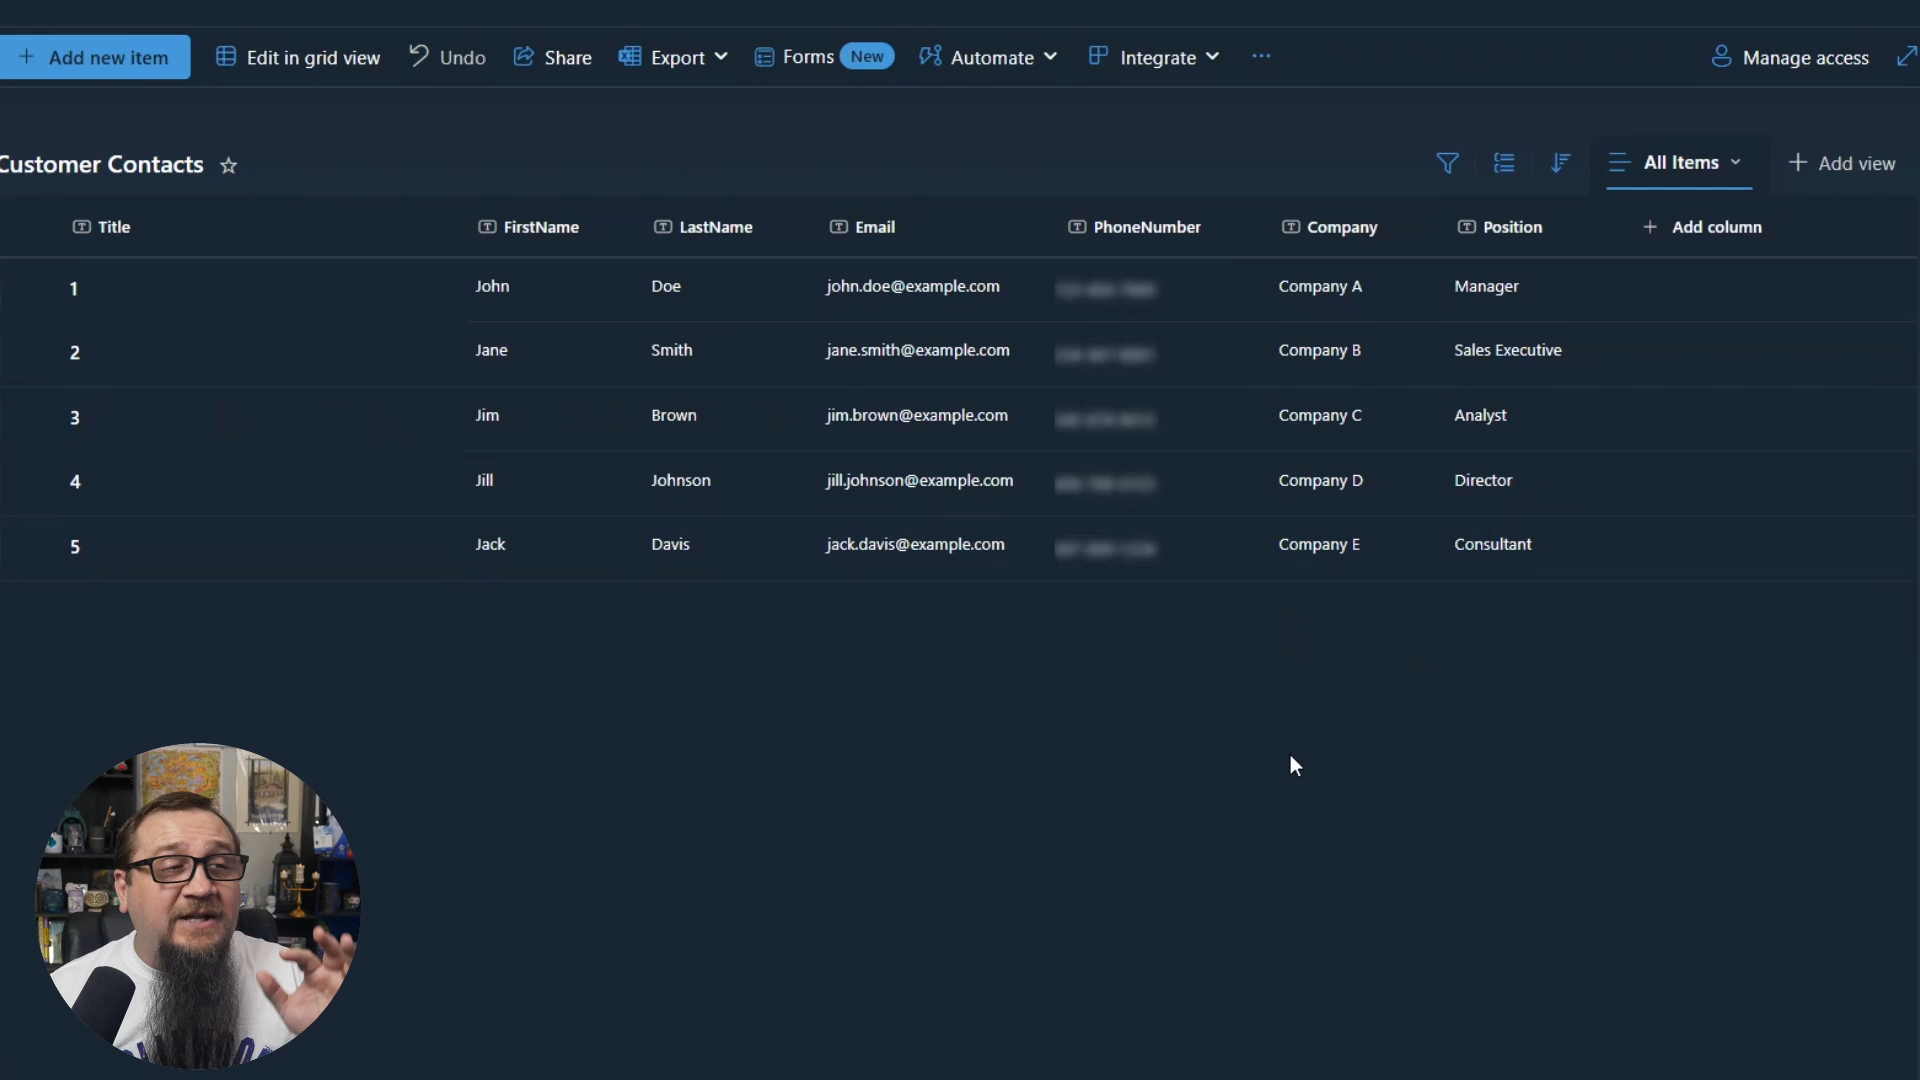 Add new item Edit in grid view Undo Share Export Forms New Automate Integrate Manage access
Customer Contacts All Items Add view
Title FirstName LastName Email PhoneNumber Company Position Add column
1 John Doe john.doe@example.com Company A Manager
2 Jane Smith jane.smith@example.com Company B Sales Executive
3 Jim Brown jim.brown@example.com Company C Analyst
4 Jill Johnson jill.johnson@example.com Company D Director
5 Jack Davis jack.davis@example.com Company E Consultant